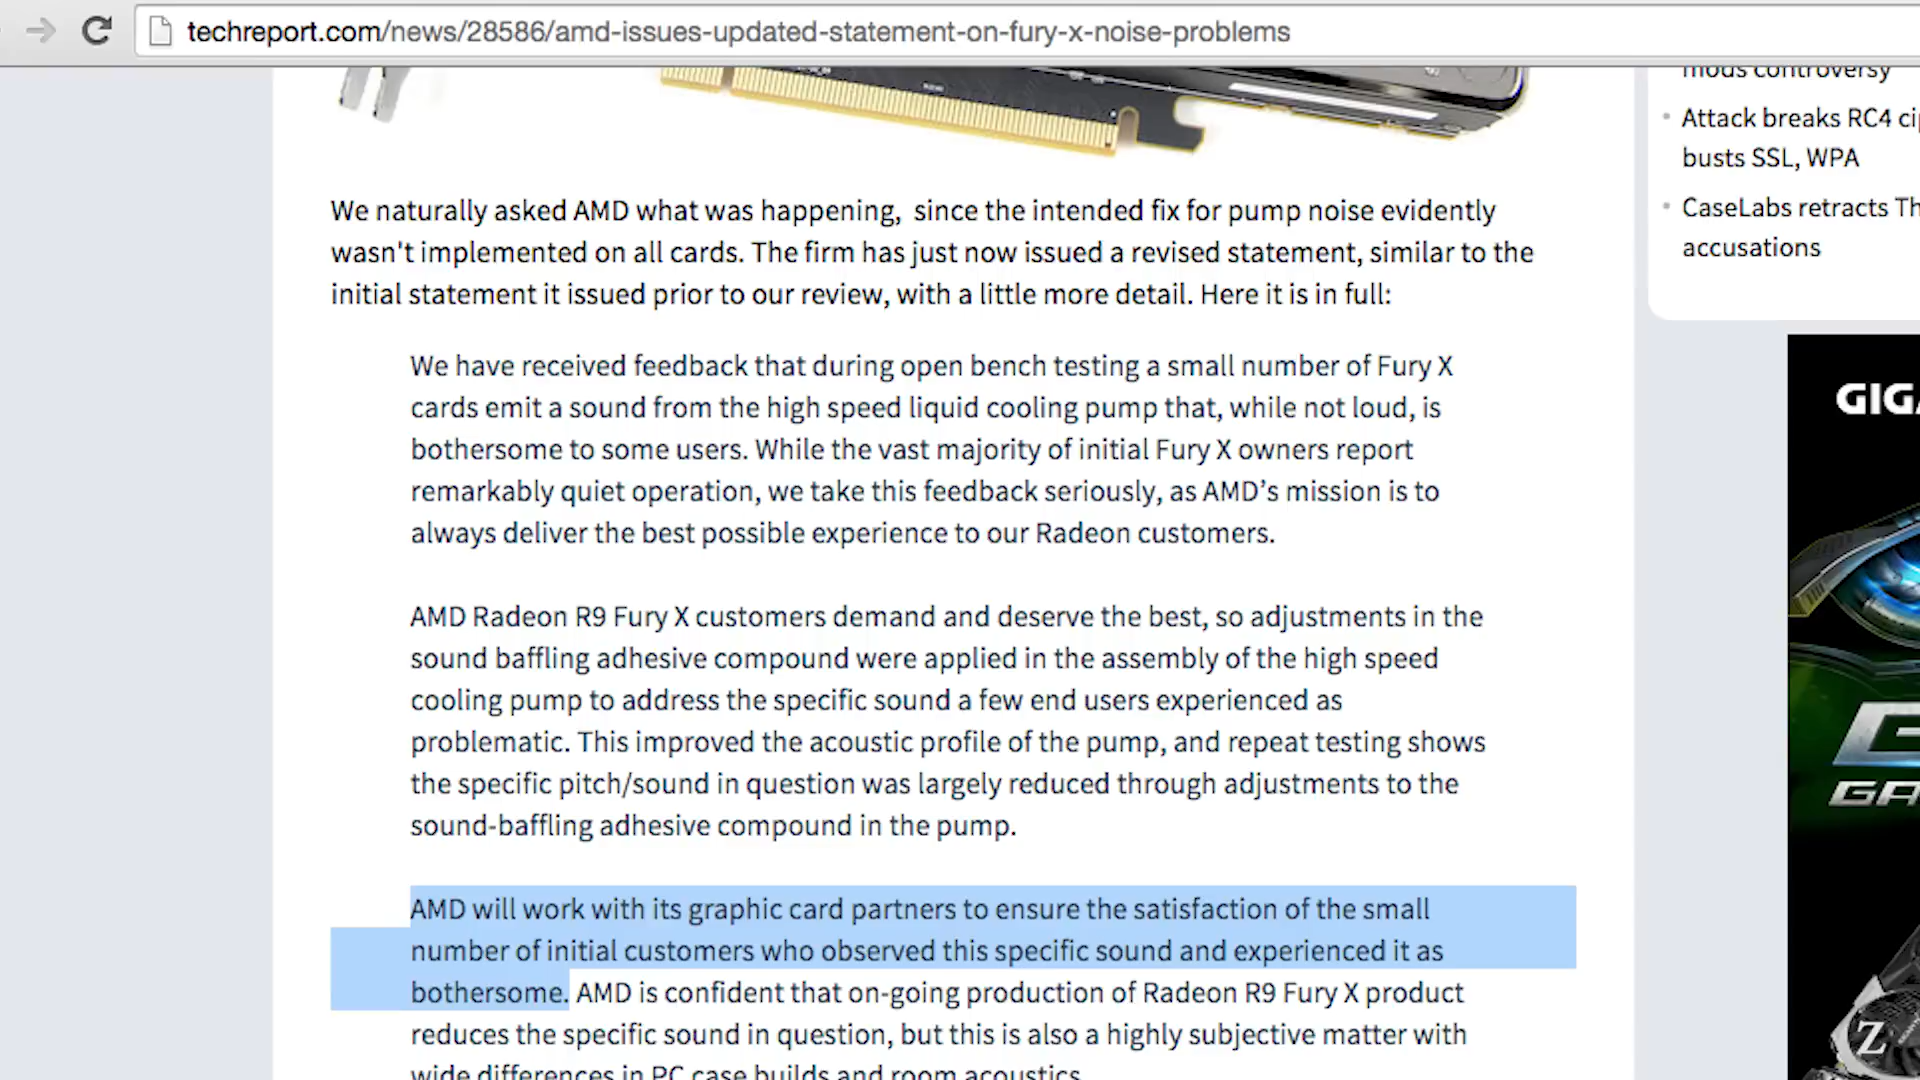 techreport.com/news/28586/amd-issues-updated-statement-on-fury-x-noise-problems
We naturally asked AMD what was happening,  since the intended fix for pump noise evidently
wasn't implemented on all cards. The firm has just now issued a revised statement, similar to the
initial statement it issued prior to our review, with a little more detail. Here it is in full:
We have received feedback that during open bench testing a small number of Fury X
cards emit a sound from the high speed liquid cooling pump that, while not loud, is
bothersome to some users. While the vast majority of initial Fury X owners report
remarkably quiet operation, we take this feedback seriously, as AMD’s mission is to
always deliver the best possible experience to our Radeon customers.
AMD Radeon R9 Fury X customers demand and deserve the best, so adjustments in the
sound baffling adhesive compound were applied in the assembly of the high speed
cooling pump to address the specific sound a few end users experienced as
problematic. This improved the acoustic profile of the pump, and repeat testing shows
the specific pitch/sound in question was largely reduced through adjustments to the
sound-baffling adhesive compound in the pump.
AMD will work with its graphic card partners to ensure the satisfaction of the small
number of initial customers who observed this specific sound and experienced it as
bothersome. AMD is confident that on-going production of Radeon R9 Fury X product
reduces the specific sound in question, but this is also a highly subjective matter with
wide differences in PC case builds and room acoustics.
mods controversy
Attack breaks RC4 ci
busts SSL, WPA
CaseLabs retracts Th
accusations
GIGA
G
GA
Z